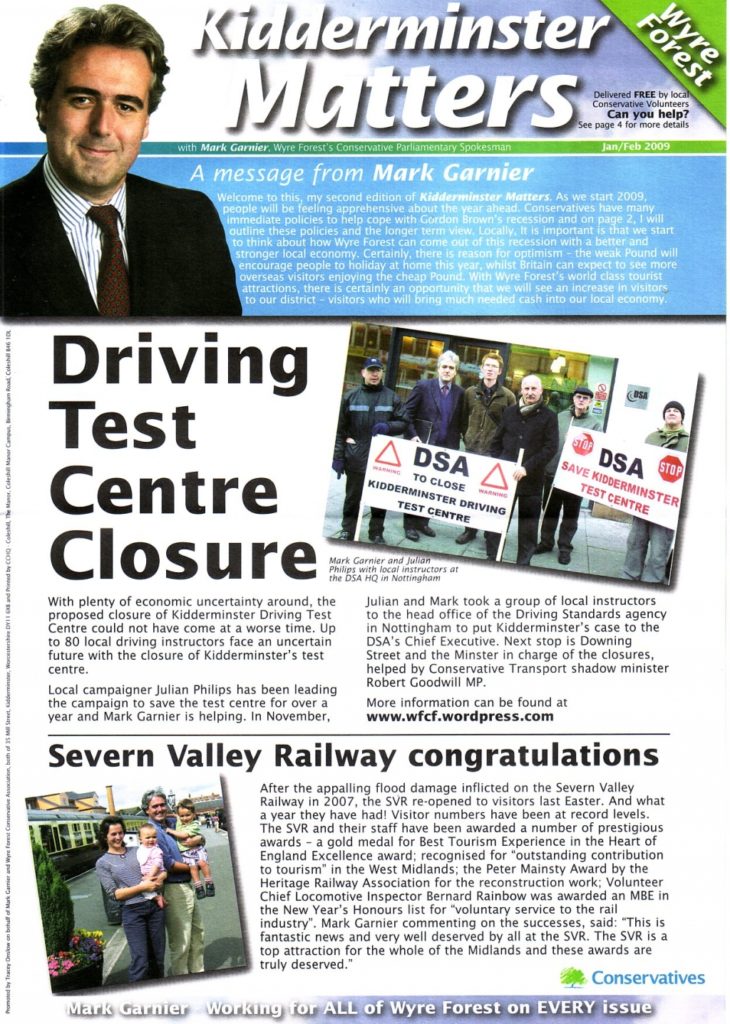 Kidderminster
Matters
Wyre
Forest
Delivered FREE by local
Conservative Volunteers
Can you help?
See page 4 for more details
with Mark Garnier, Wyre Forest's Conservative Parliamentary Spokesman
Jan/Feb 2009
A message from Mark Garnier
Welcome to this, my second edition of Kidderminster Matters. As we start 2009,
people will be feeling apprehensive about the year ahead. Conservatives have many
immediate policies to help cope with Gordon Brown's recession and on page 2, I will
outline these policies and the longer term view. Locally, It is important is that we start
to think about how Wyre Forest can come out of this recession with a better and
stronger local economy. Certainly, there is reason for optimism – the weak Pound will
encourage people to holiday at home this year, whilst Britain can expect to see more
overseas visitors enjoying the cheap Pound. With Wyre Forest's world class tourist
attractions, there is certainly an opportunity that we will see an increase in visitors
to our district – visitors who will bring much needed cash into our local economy.
Driving
Test
Centre
Closure
DSA
WARNING
DSA
TO CLOSE
KIDDERMINSTER DRIVING
TEST CENTRE
WARNING
STOP
DSA
STOP
SAVE KIDDERMINSTER
TEST CENTRE
Mark Garnier and Julian
Philips with local instructors at
the DSA HQ in Nottingham
With plenty of economic uncertainty around, the
proposed closure of Kidderminster Driving Test
Centre could not have come at a worse time. Up
to 80 local driving instructors face an uncertain
future with the closure of Kidderminster's test
centre.
Local campaigner Julian Philips has been leading
the campaign to save the test centre for over a
year and Mark Garnier is helping. In November,
Julian and Mark took a group of local instructors
to the head office of the Driving Standards agency
in Nottingham to put Kidderminster's case to the
DSA's Chief Executive. Next stop is Downing
Street and the Minster in charge of the closures,
helped by Conservative Transport shadow minister
Robert Goodwill MP.
More information can be found at
www.wfcf.wordpress.com
Severn Valley Railway congratulations
After the appalling flood damage inflicted on the Severn Valley
Railway in 2007, the SVR re-opened to visitors last Easter. And what
a year they have had! Visitor numbers have been at record levels.
The SVR and their staff have been awarded a number of prestigious
awards – a gold medal for Best Tourism Experience in the Heart of
England Excellence award; recognised for "outstanding contribution
to tourism" in the West Midlands; the Peter Mainsty Award by the
Heritage Railway Association for the reconstruction work; Volunteer
Chief Locomotive Inspector Bernard Rainbow was awarded an MBE in
the New Year's Honours list for "voluntary service to the rail
industry". Mark Garnier commenting on the successes, said: "This is
fantastic news and very well deserved by all at the SVR. The SVR is a
top attraction for the whole of the Midlands and these awards are
truly deserved."
Conservatives
Mark Garnier - Working for ALL of Wyre Forest on EVERY issue
Promoted by Tracey Onslow on behalf of Mark Garnier and Wyre Forest Conservative Association, both of 35 Mill Street, Kidderminster, Worcestershire DY11 6XB and Printed by CCHQ - Coleshill, The Manor, Coleshill Manor Campus, Birmingham Road, Coleshill B46 1DL